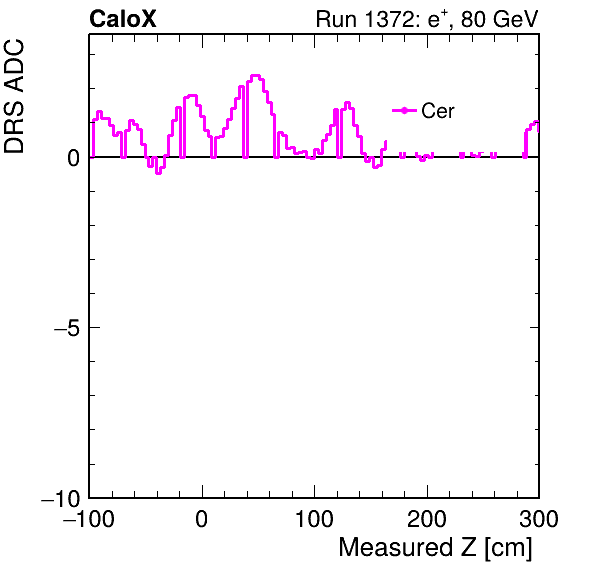 CaloX Run 1372: e⁺, 80 GeV
DRS ADC
Cer
0
−5
−10
−100 0 100 200 300
Measured Z [cm]